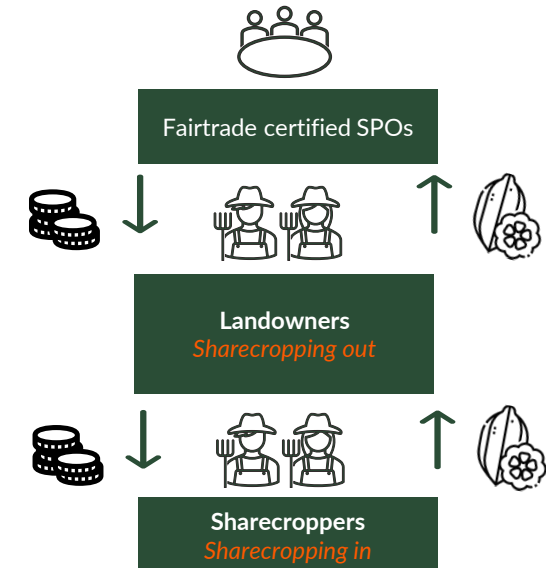 Fairtrade certified SPOs
Landowners
Sharecropping out
Sharecroppers
Sharecropping in